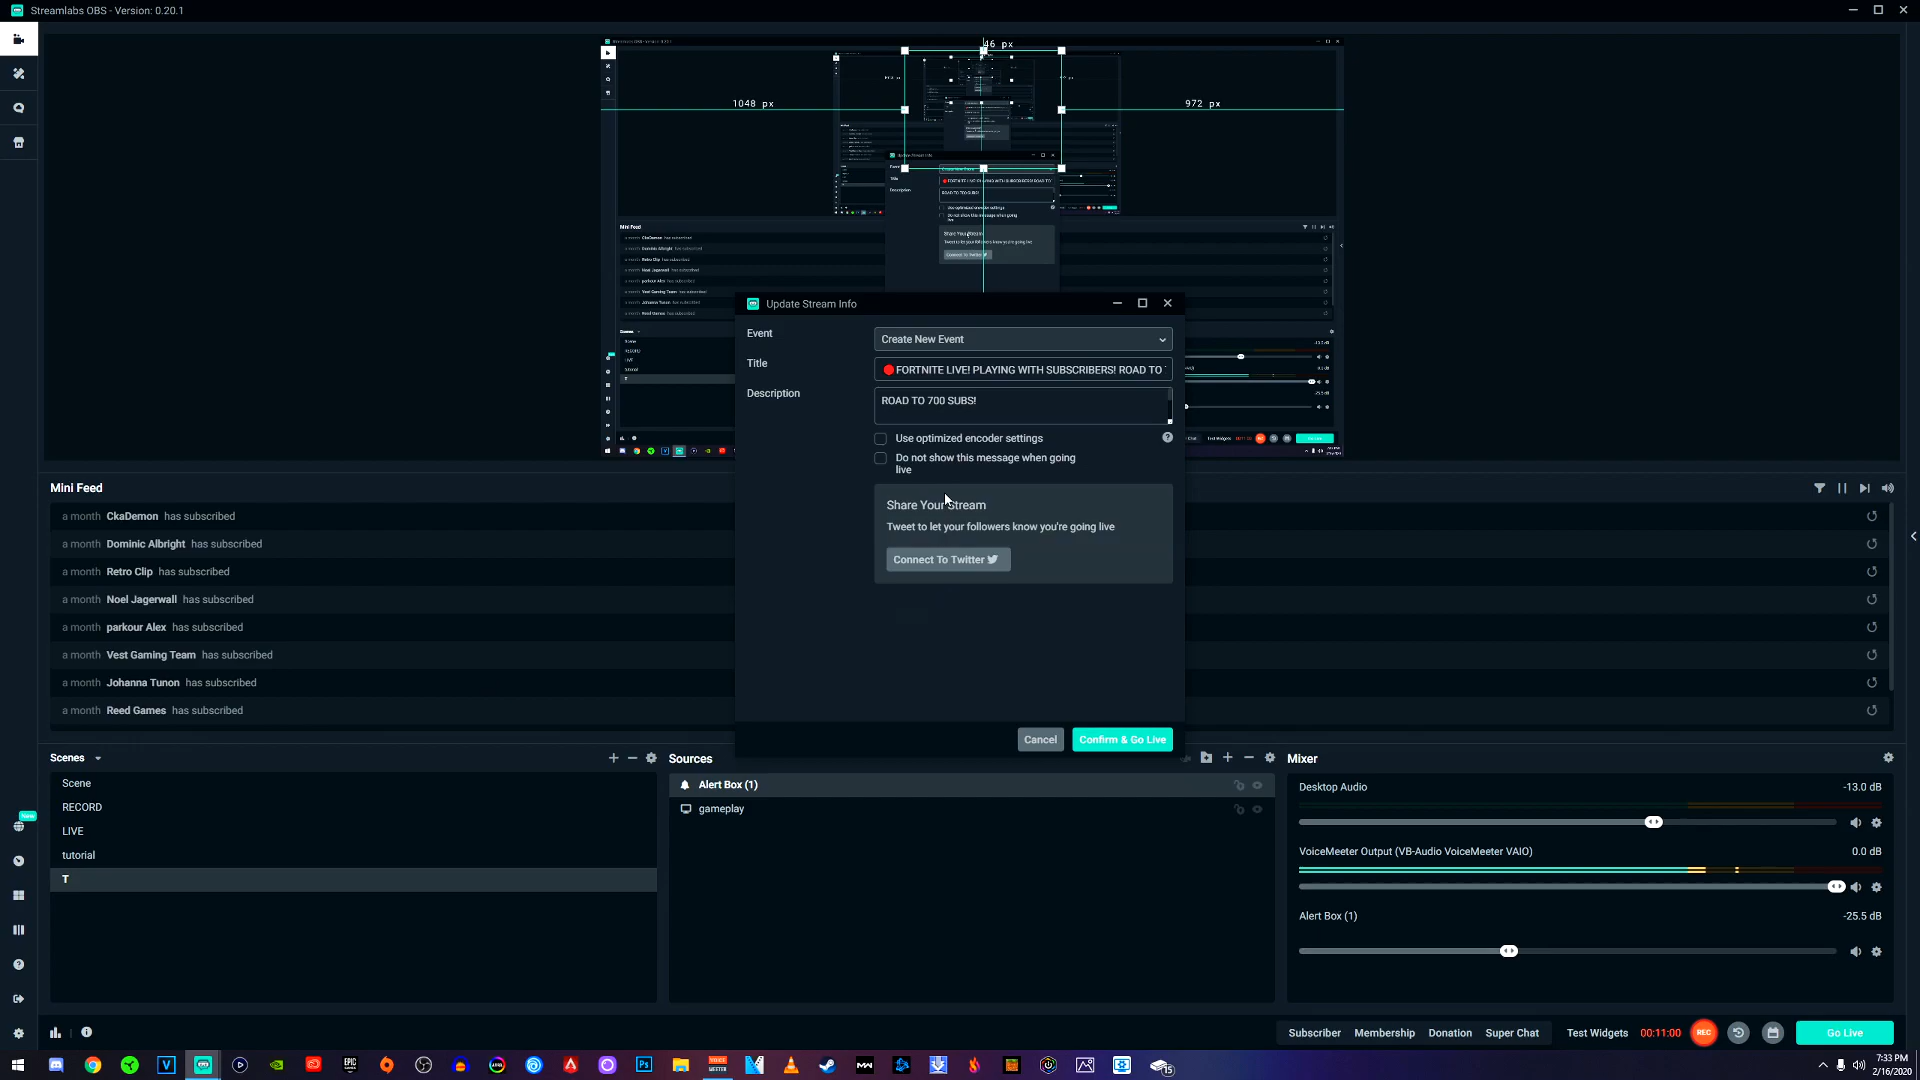 Streamlabs OBS - Version: 0.20.1
46 px
1048 px
972 px
Update Stream Info
Event
Create New Event
Title
FORTNITE LIVE! PLAYING WITH SUBSCRIBERS! ROAD TO
Description
ROAD TO 700 SUBS!
Use optimized encoder settings
Do not show this message when going
live
Share Your Stream
Tweet to let your followers know you're going live
Connect To Twitter
Cancel
Confirm & Go Live
Mini Feed
a month CkaDemon has subscribed
a month Dominic Albright has subscribed
a month Retro Clip has subscribed
a month Noel Jagerwall has subscribed
a month parkour Alex has subscribed
a month Vest Gaming Team has subscribed
a month Johanna Tunon has subscribed
a month Reed Games has subscribed
Scenes
Scene
RECORD
LIVE
tutorial
T
Sources
Alert Box (1)
gameplay
Mixer
Desktop Audio
-13.0 dB
VoiceMeeter Output (VB-Audio VoiceMeeter VAIO)
0.0 dB
Alert Box (1)
-25.5 dB
New
Subscriber
Membership
Donation
Super Chat
Test Widgets
00:11:00
REC
Go Live
7:33 PM
2/16/2020
15